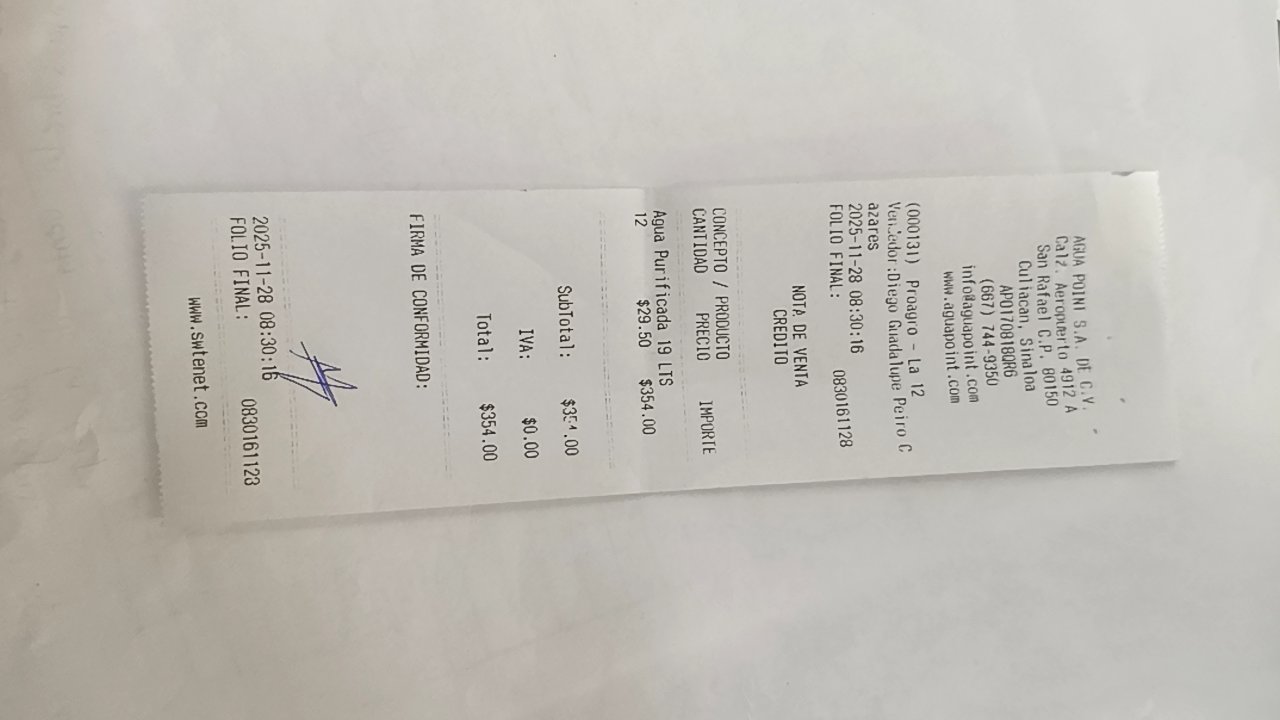 AGUA POINT S.A. DE C.V.
Calz. Aeropuerto 4912 A
San Rafael C.P. 80150
Culiacan, Sinaloa
APO170818QR6
(667) 744-9350
info@aguapoint.com
www.aguapoint.com
(000131) Proagro - La 12
Vendedor:Diego Guadalupe Peiro C
azares
2025-11-28 08:30:16
FOLIO FINAL: 0830161128
NOTA DE VENTA
CREDITO
CONCEPTO / PRODUCTO
CANTIDAD PRECIO IMPORTE
Agua Purificada 19 LTS
12 $29.50 $354.00
SubTotal: $354.00
IVA: $0.00
Total: $354.00
FIRMA DE CONFORMIDAD:
2025-11-28 08:30:16
FOLIO FINAL: 0830161123
www.swtenet.com